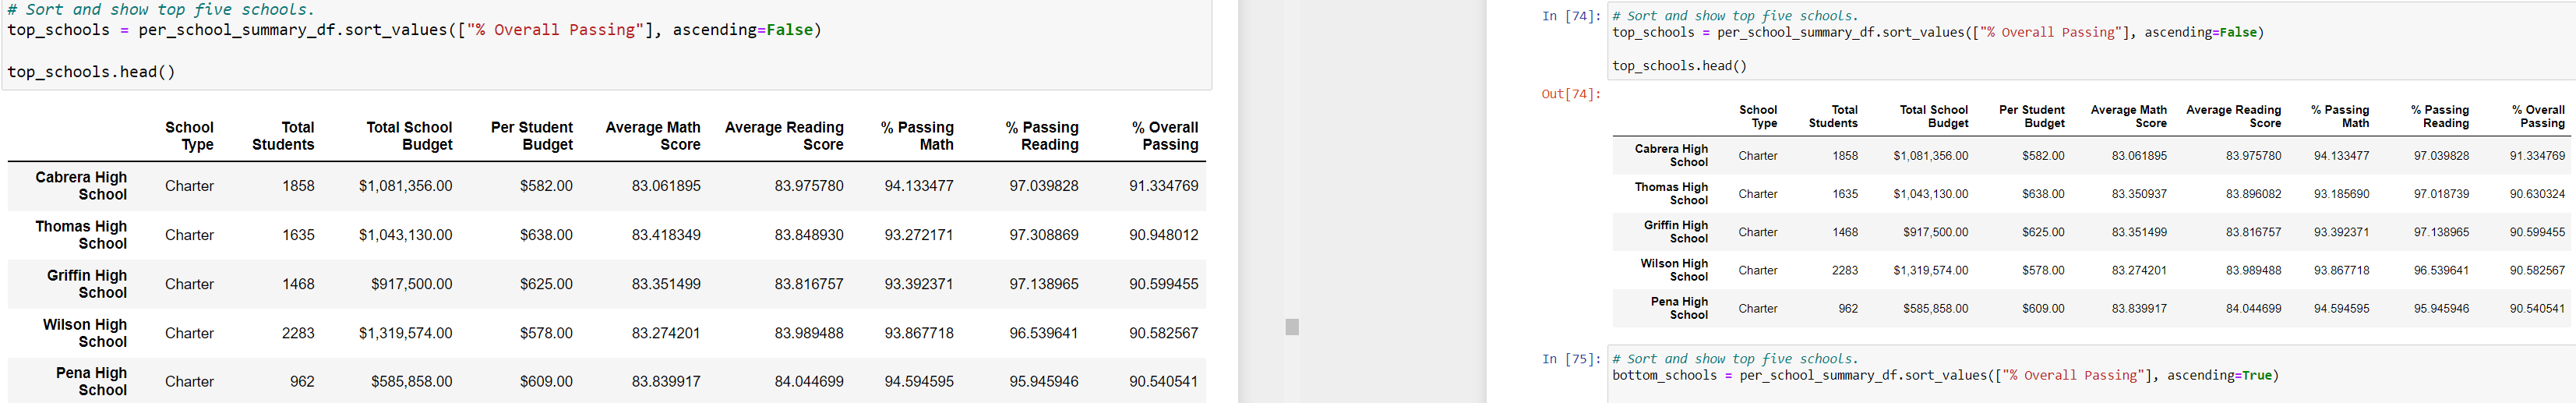 # Sort and show top five schools.
top_schools = per_school_summary_df.sort_values(["% Overall Passing"], ascending=False)
top_schools.head()
School Type Total Students Total School Budget Per Student Budget Average Math Score Average Reading Score % Passing Math % Passing Reading % Overall Passing
Cabrera High School Charter 1858 $1,081,356.00 $582.00 83.061895 83.975780 94.133477 97.039828 91.334769
Thomas High School Charter 1635 $1,043,130.00 $638.00 83.418349 83.848930 93.272171 97.308869 90.948012
Griffin High School Charter 1468 $917,500.00 $625.00 83.351499 83.816757 93.392371 97.138965 90.599455
Wilson High School Charter 2283 $1,319,574.00 $578.00 83.274201 83.989488 93.867718 96.539641 90.582567
Pena High School Charter 962 $585,858.00 $609.00 83.839917 84.044699 94.594595 95.945946 90.540541
In [74]: # Sort and show top five schools.
top_schools = per_school_summary_df.sort_values(["% Overall Passing"], ascending=False)
top_schools.head()
Out[74]:
School Type Total Students Total School Budget Per Student Budget Average Math Score Average Reading Score % Passing Math % Passing Reading % Overall Passing
Cabrera High School Charter 1858 $1,081,356.00 $582.00 83.061895 83.975780 94.133477 97.039828 91.334769
Thomas High School Charter 1635 $1,043,130.00 $638.00 83.350937 83.896082 93.185690 97.018739 90.630324
Griffin High School Charter 1468 $917,500.00 $625.00 83.351499 83.816757 93.392371 97.138965 90.599455
Wilson High School Charter 2283 $1,319,574.00 $578.00 83.274201 83.989488 93.867718 96.539641 90.582567
Pena High School Charter 962 $585,858.00 $609.00 83.839917 84.044699 94.594595 95.945946 90.540541
In [75]: # Sort and show top five schools.
bottom_schools = per_school_summary_df.sort_values(["% Overall Passing"], ascending=True)